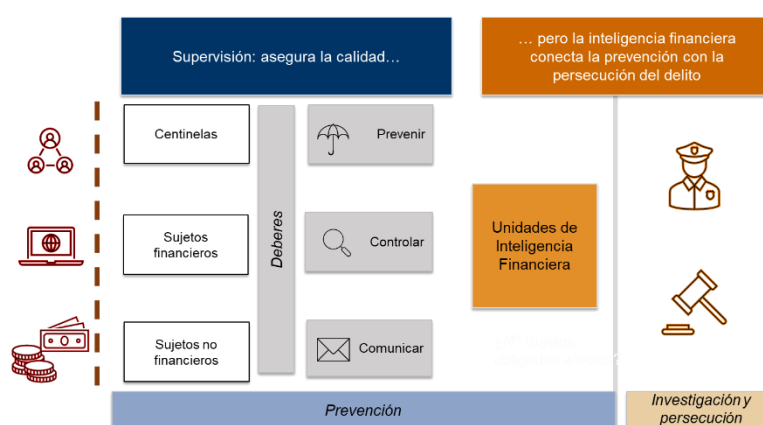 Supervisión: asegura la calidad…
… pero la inteligencia financiera
conecta la prevención con la
persecución del delito
Centinelas
Sujetos
financieros
Sujetos no
financieros
Deberes
Prevenir
Controlar
Comunicar
Unidades de
Inteligencia
Financiera
Prevención
Investigación y
persecución